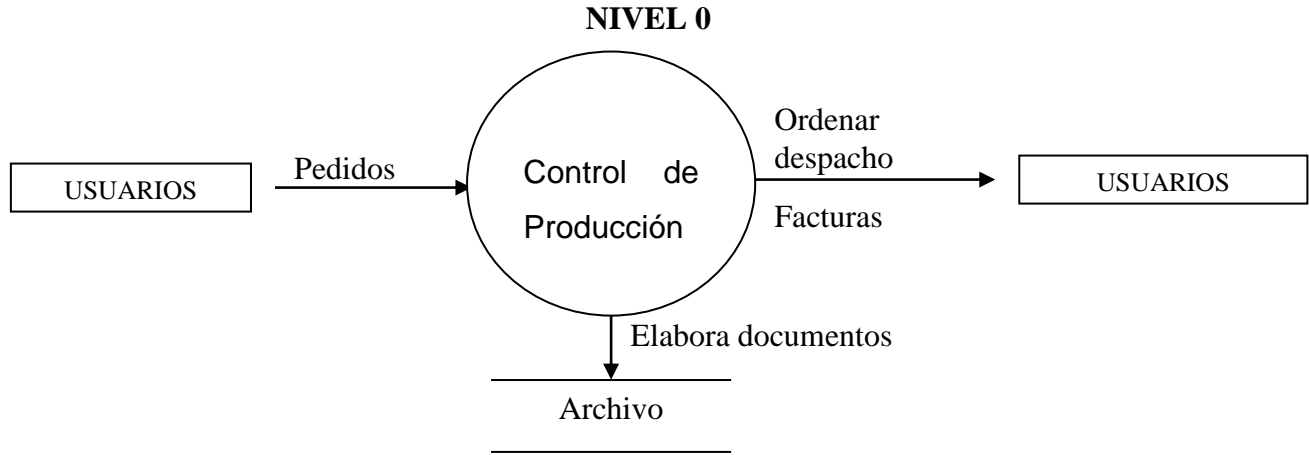 NIVEL 0
USUARIOS
Pedidos
Control de
Producción
Ordenar
despacho
Facturas
USUARIOS
Elabora documentos
Archivo